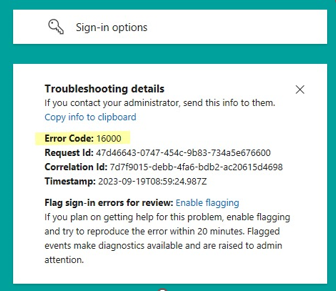 Sign-in options
Troubleshooting details
If you contact your administrator, send this info to them.
Copy info to clipboard
Error Code: 16000
Request Id: 47d46643-0747-454c-9b83-734a5e676600
Correlation Id: 7d7f9015-debb-4fa6-bdb2-ac20615d4698
Timestamp: 2023-09-19T08:59:24.987Z
Flag sign-in errors for review: Enable flagging
If you plan on getting help for this problem, enable flagging
and try to reproduce the error within 20 minutes. Flagged
events make diagnostics available and are raised to admin
attention.